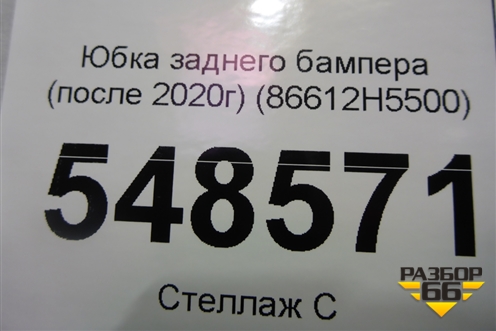 Юбка заднего бампера
(после 2020г) (86612H5500)
548571
РАЗБОР
66
Стеллаж С